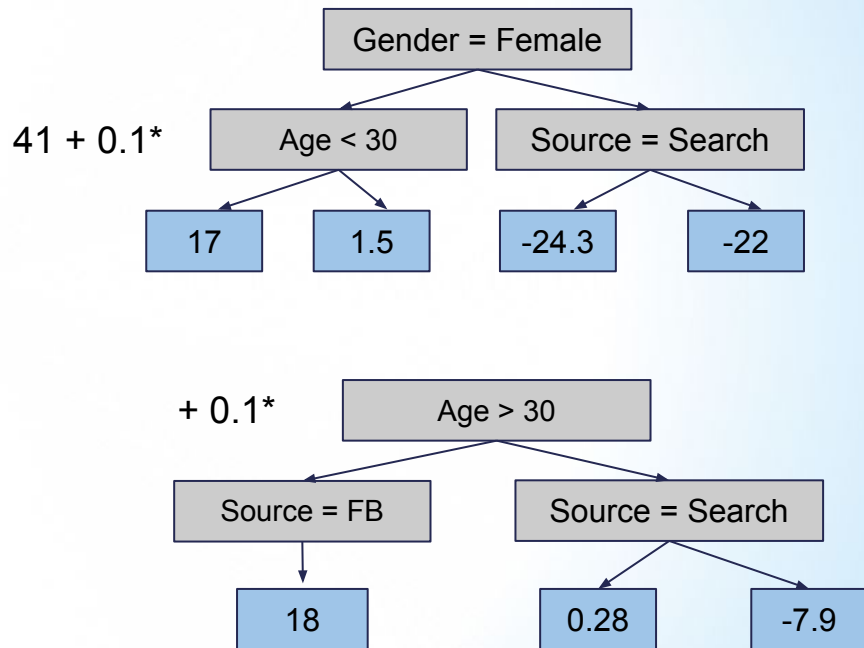 Gender = Female
41 + 0.1*
Age < 30
Source = Search
17
1.5
-24.3
-22
+ 0.1*
Age > 30
Source = FB
Source = Search
18
0.28
-7.9